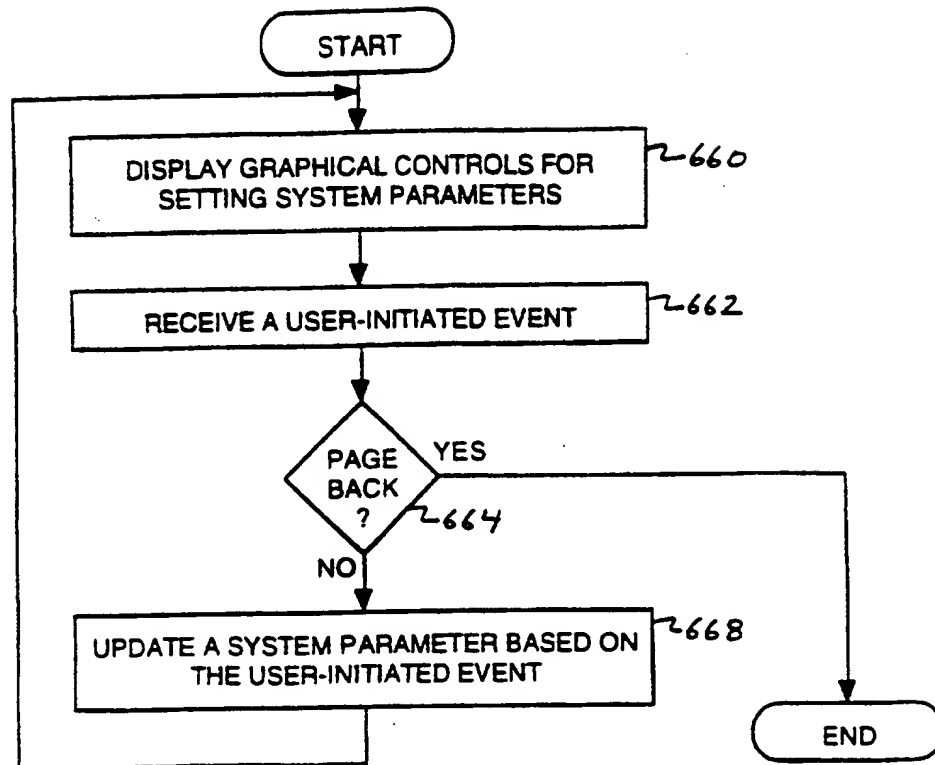 START
DISPLAY GRAPHICAL CONTROLS FOR
SETTING SYSTEM PARAMETERS
660
RECEIVE A USER-INITIATED EVENT
662
PAGE
BACK
?
YES
664
NO
UPDATE A SYSTEM PARAMETER BASED ON
THE USER-INITIATED EVENT
668
END